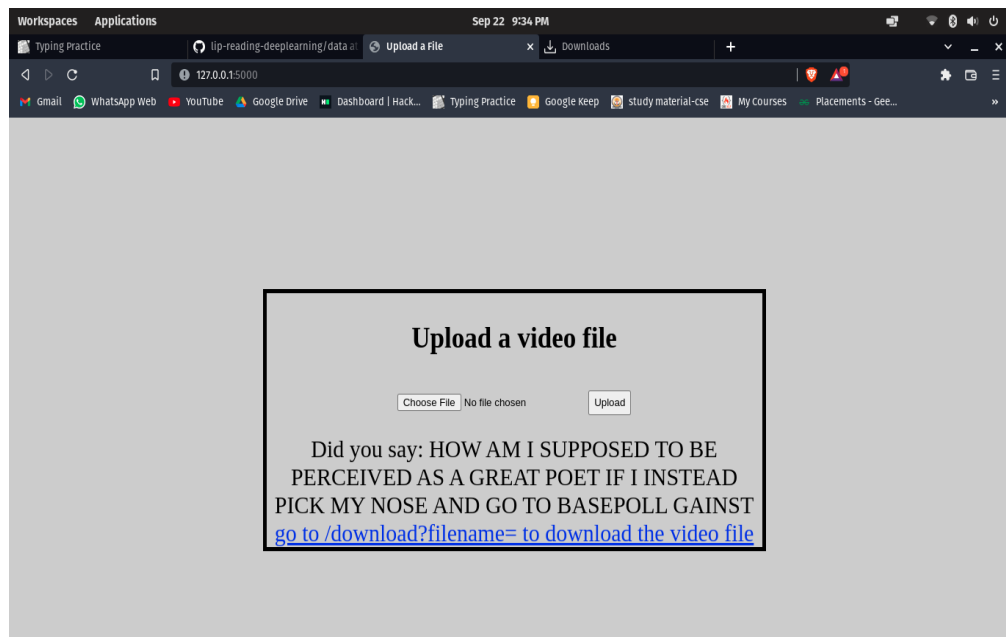 Workspaces Applications Sep 22 9:34 PM
Typing Practice lip-reading-deeplearning/data at Upload a File Downloads
127.0.0.1:5000
Gmail WhatsApp Web YouTube Google Drive Dashboard | Hack... Typing Practice Google Keep study material-cse My Courses Placements - Gee...
Upload a video file
Choose File No file chosen Upload
Did you say: HOW AM I SUPPOSED TO BE
PERCEIVED AS A GREAT POET IF I INSTEAD
PICK MY NOSE AND GO TO BASEPOLL GAINST
go to /download?filename= to download the video file